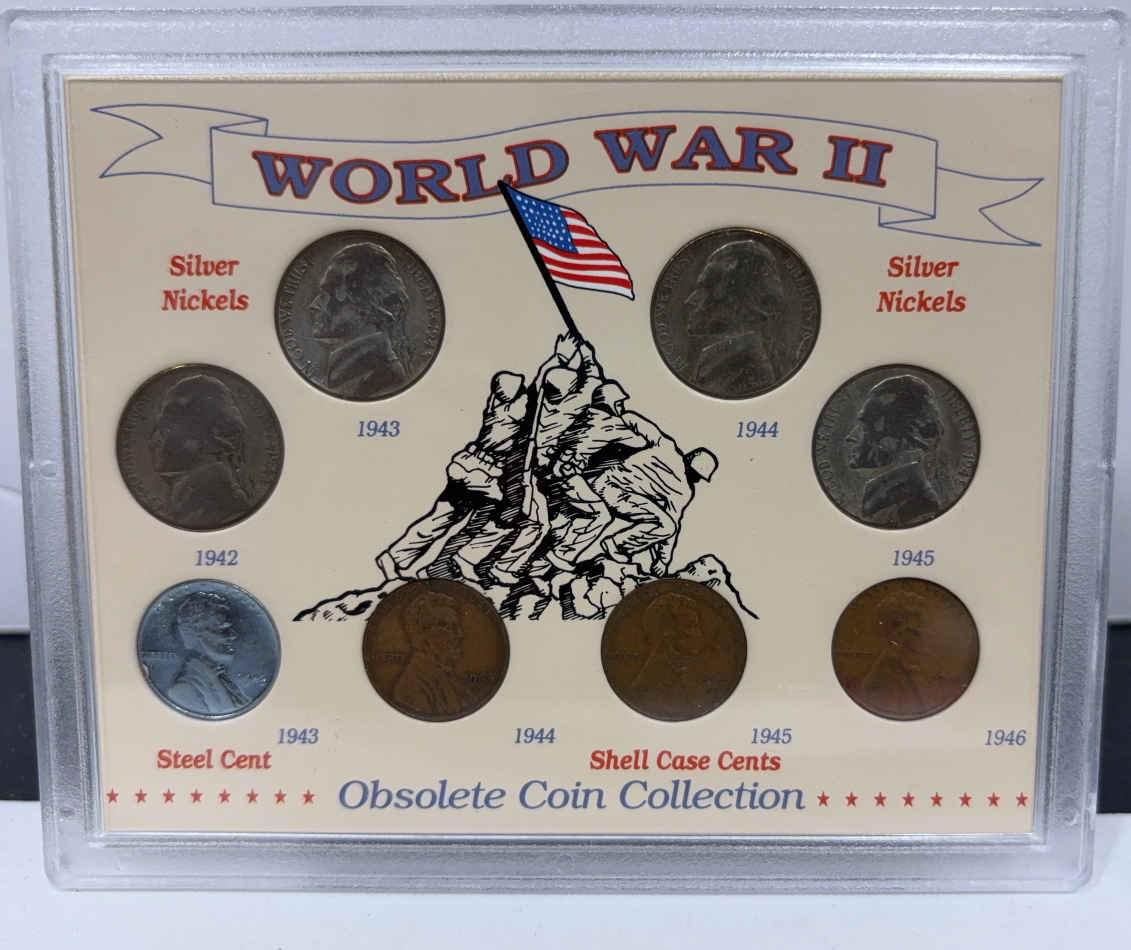 WORLD WAR II
Silver
Nickels
Silver
Nickels
1943
1944
1942
1945
1943
1944
1945
1946
Steel Cent
Shell Case Cents
Obsolete Coin Collection